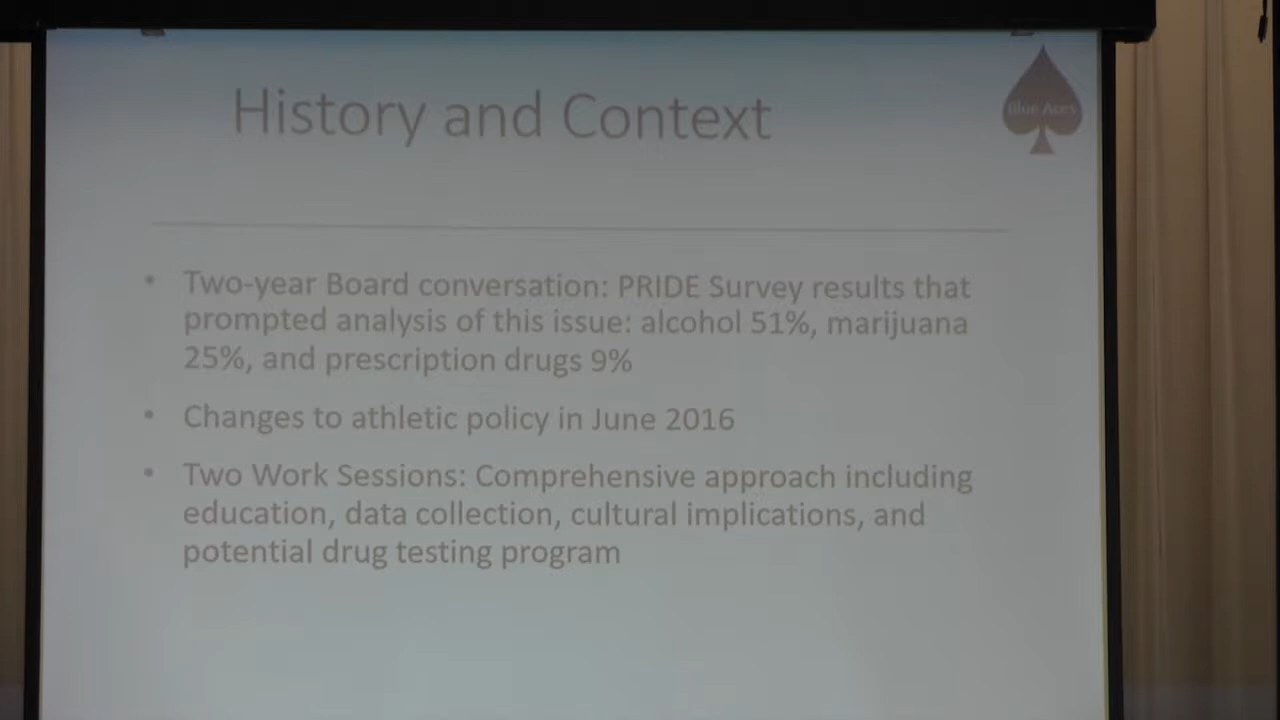 History and Context
Blue Aces
• Two-year Board conversation: PRIDE Survey results that
prompted analysis of this issue: alcohol 51%, marijuana
25%, and prescription drugs 9%
• Changes to athletic policy in June 2016
• Two Work Sessions: Comprehensive approach including
education, data collection, cultural implications, and
potential drug testing program